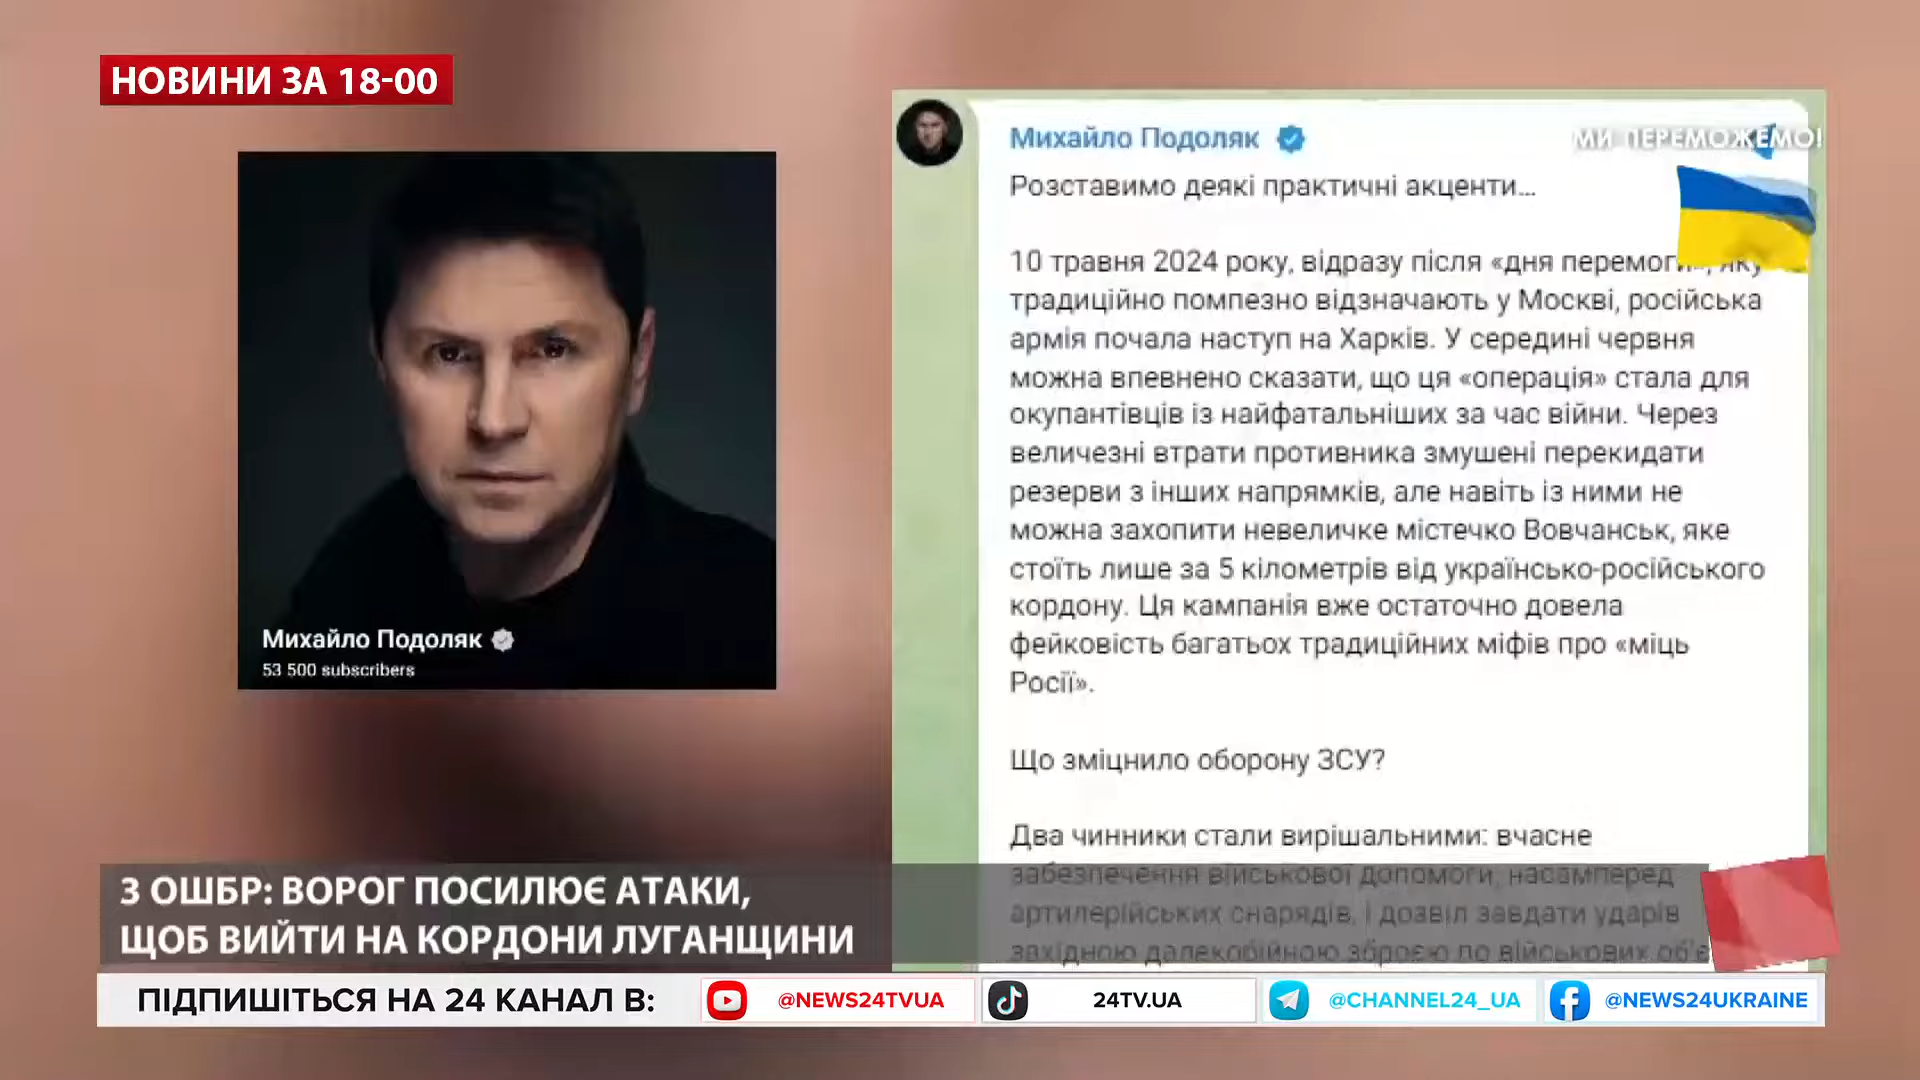 НОВИНИ ЗА 18-00
МИ ПЕРЕМОЖЕМО!
Михайло Подоляк
53 500 subscribers
Михайло Подоляк
Розставимо деякі практичні акценти...
10 травня 2024 року, відразу після «дня перемоги», яку
традиційно помпезно відзначають у Москві, російська
армія почала наступ на Харків. У середині червня
можна впевнено сказати, що ця «операція» стала для
окупантівців із найфатальніших за час війни. Через
величезні втрати противника змушені перекидати
резерви з інших напрямків, але навіть із ними не
можна захопити невеличке містечко Вовчанськ, яке
стоїть лише за 5 кілометрів від українсько-російського
кордону. Ця кампанія вже остаточно довела
фейковість багатьох традиційних міфів про «міць
Росії».
Що зміцнило оборону ЗСУ?
Два чинники стали вирішальними: вчасне
забезпечення військової допомоги, насамперед
артилерійських снарядів, і дозвіл завдати ударів
західною далекобійною зброєю по військових об'є
3 ОШБР: ВОРОГ ПОСИЛЮЄ АТАКИ,
ЩОБ ВИЙТИ НА КОРДОНИ ЛУГАНЩИНИ
ПІДПИШІТЬСЯ НА 24 КАНАЛ В:
@NEWS24TVUA
24TV.UA
@CHANNEL24_UA
@NEWS24UKRAINE